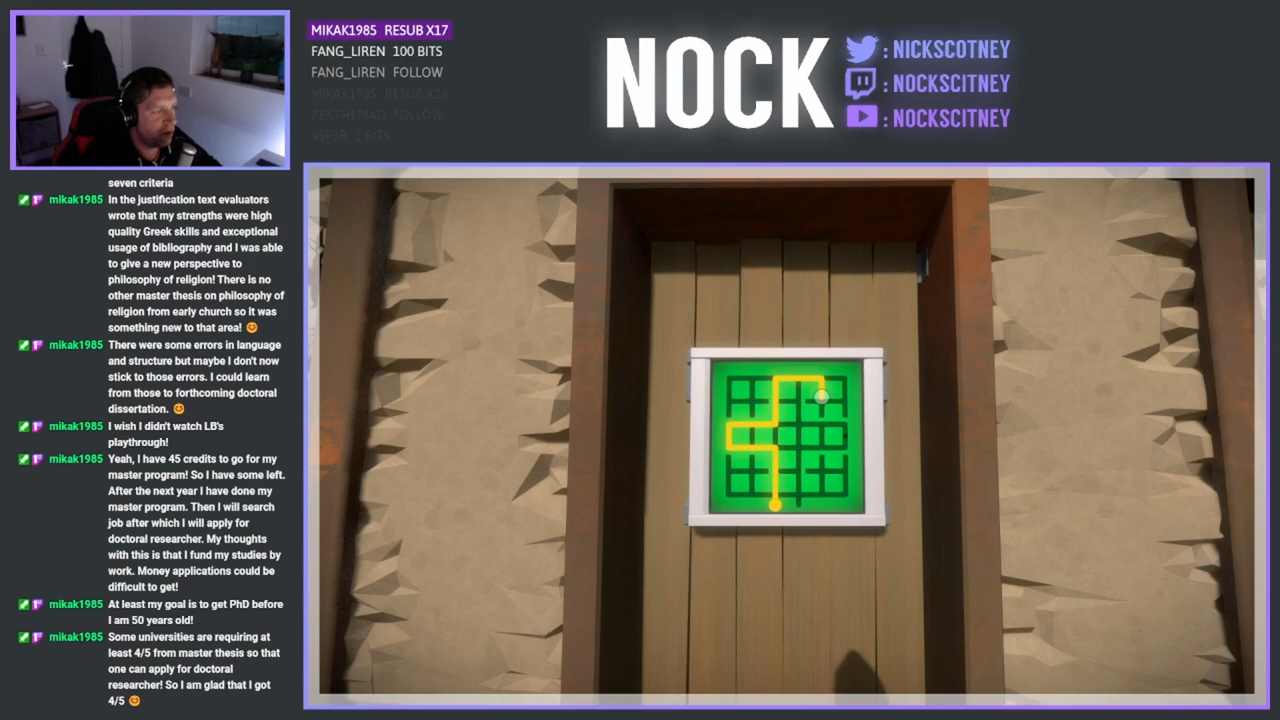 MIKAK1985 RESUB X17
FANG_LIREN 100 BITS
FANG_LIREN FOLLOW
MIKAK1985 RESUB X16
ZEKTHEMAD FOLLOW
4SP19 1 BITS
NOCK
: NICKSCOTNEY
: NOCKSCITNEY
: NOCKSCITNEY
seven criteria
mikak1985 In the justification text evaluators
wrote that my strengths were high
quality Greek skills and exceptional
usage of bibliography and I was able
to give a new perspective to
philosophy of religion! There is no
other master thesis on philosophy of
religion from early church so it was
something new to that area! 😊
mikak1985 There were some errors in language
and structure but maybe I don't now
stick to those errors. I could learn
from those to forthcoming doctoral
dissertation. 😊
mikak1985 I wish I didn't watch LB's
playthrough!
mikak1985 Yeah, I have 45 credits to go for my
master program! So I have some left.
After the next year I have done my
master program. Then I will search
job after which I will apply for
doctoral researcher. My thoughts
with this is that I fund my studies by
work. Money applications could be
difficult to get!
mikak1985 At least my goal is to get PhD before
I am 50 years old!
mikak1985 Some universities are requiring at
least 4/5 from master thesis so that
one can apply for doctoral
researcher! So I am glad that I got
4/5 😊